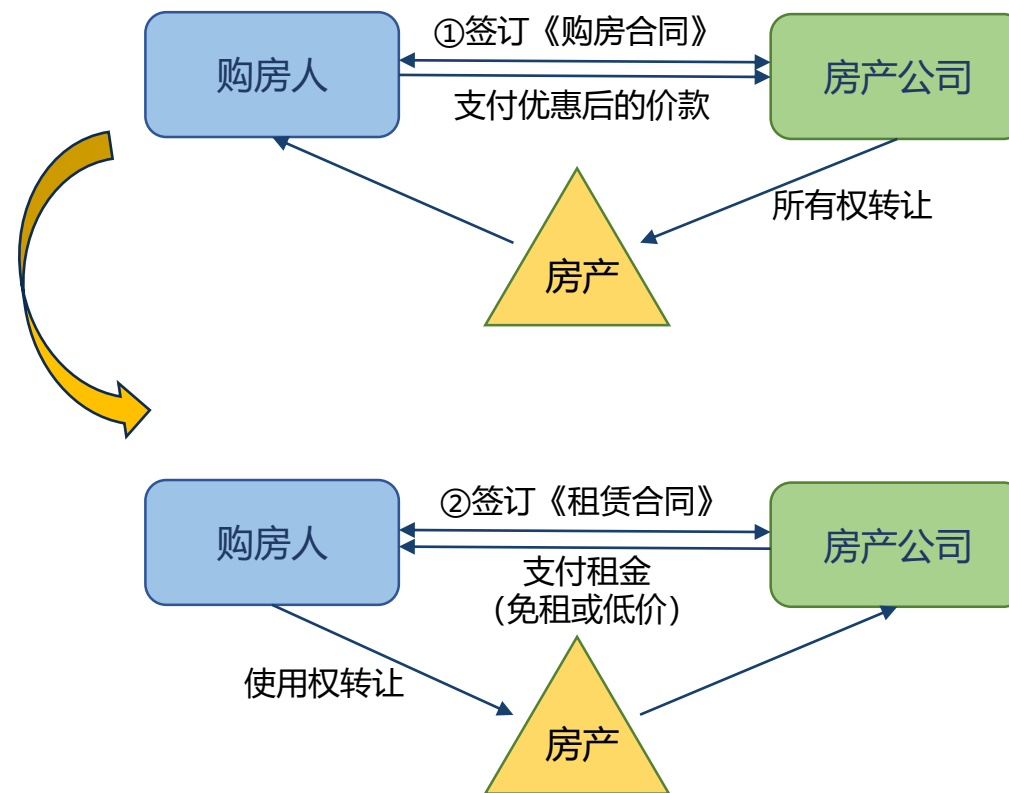 ①签订《购房合同》
购房人
房产公司
支付优惠后的价款
所有权转让
房产
②签订《租赁合同》
购房人
房产公司
支付租金
（免租或低价）
使用权转让
房产